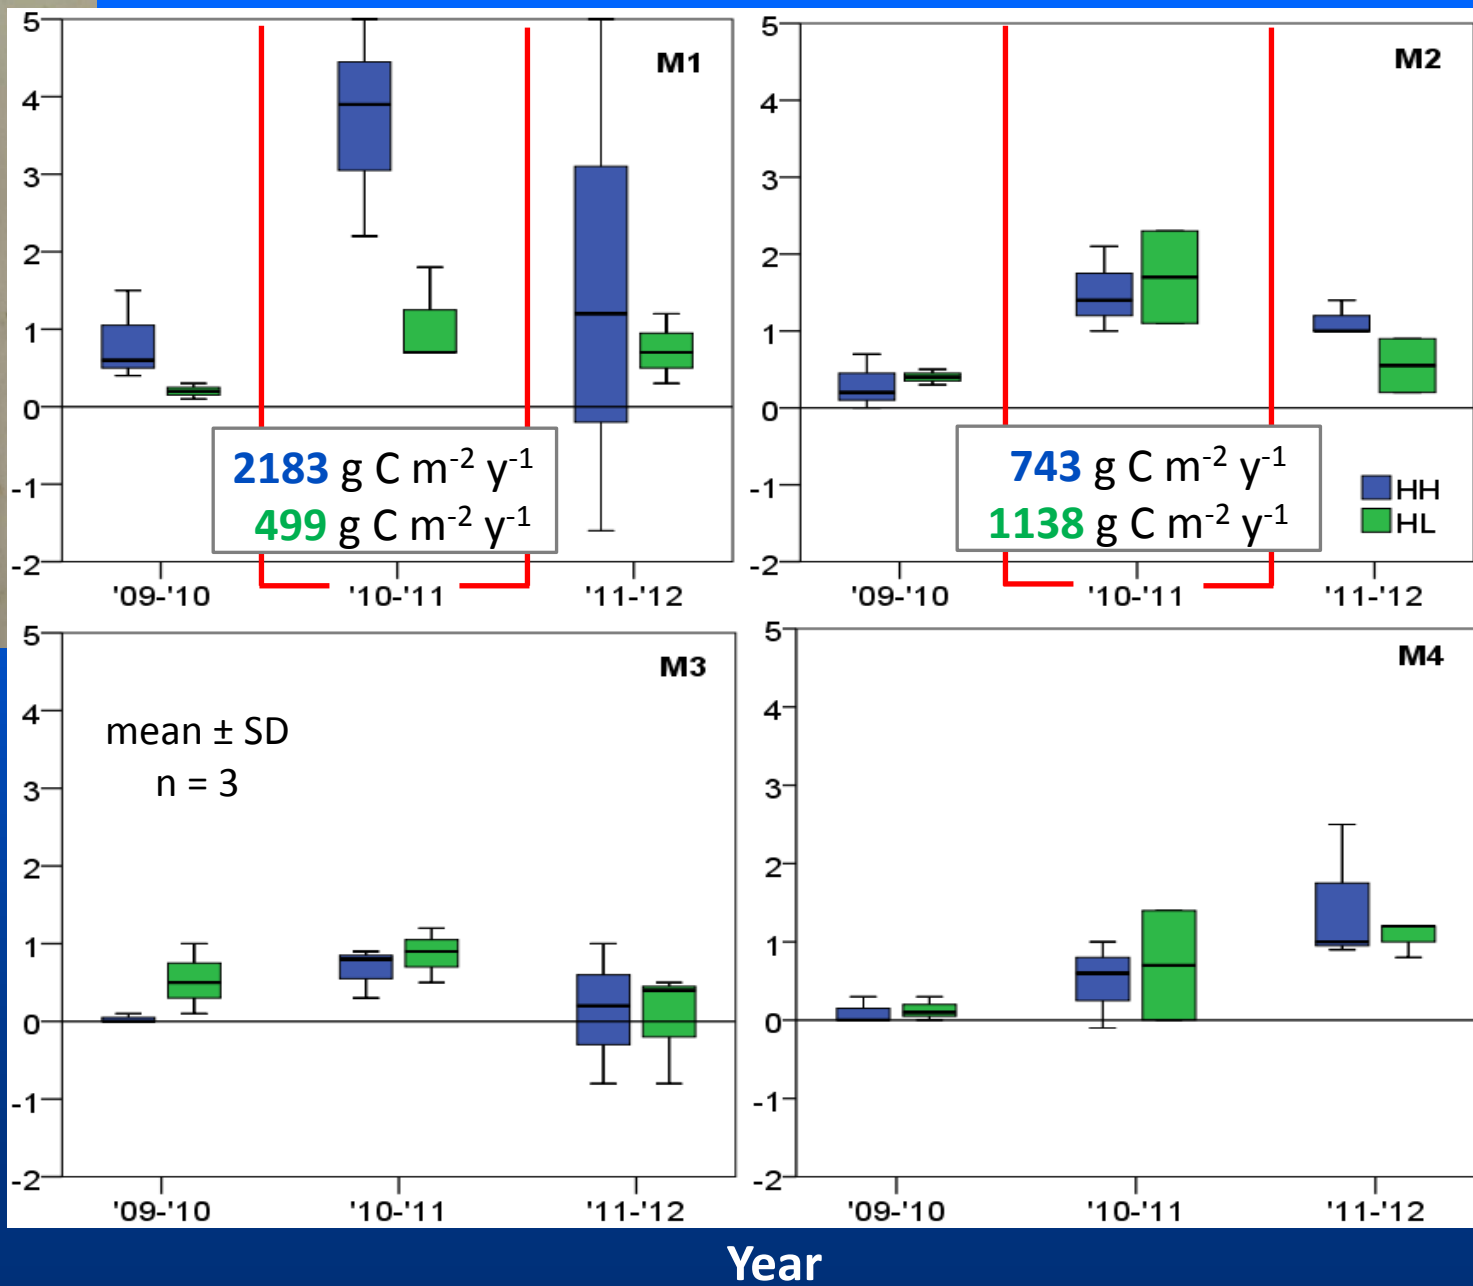 M1
5
4
3
2
1
0
-1
-2
2183 g C m⁻² y⁻¹
499 g C m⁻² y⁻¹
'09-'10 '10-'11 '11-'12
M2
5
4
3
2
1
0
-1
-2
743 g C m⁻² y⁻¹
1138 g C m⁻² y⁻¹
HH
HL
'09-'10 '10-'11 '11-'12
M3
5
4
3
2
1
0
-1
-2
mean ± SD
n = 3
'09-'10 '10-'11 '11-'12
M4
5
4
3
2
1
0
-1
-2
'09-'10 '10-'11 '11-'12
Year